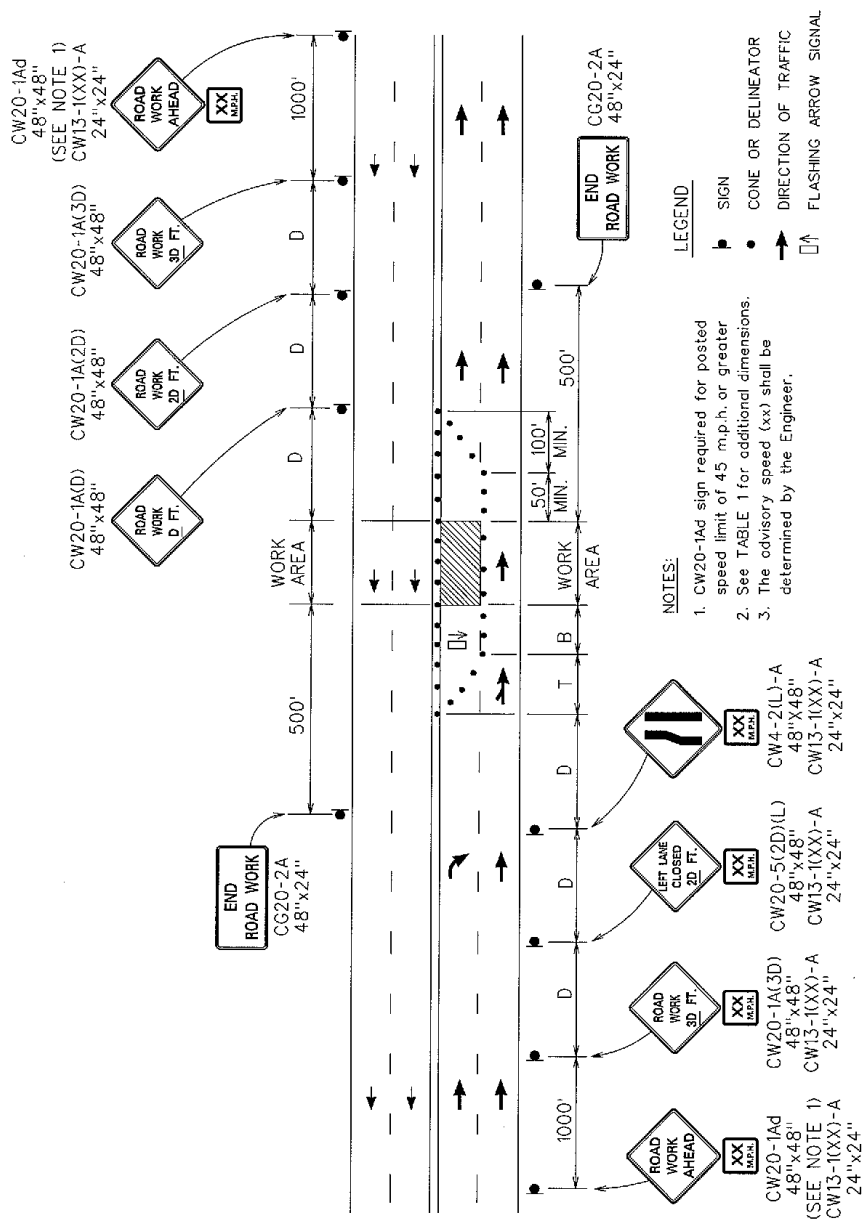 CW20-1Ad
48"x48"
(SEE NOTE 1)
CW13-1(XX)-A
24"x24"
ROAD
WORK
AHEAD
XX
M.P.H.
1000'
CW20-1A(3D)
48"x48"
ROAD
WORK
3D FT.
D
CW20-1A(2D)
48"x48"
ROAD
WORK
2D FT.
D
CW20-1A(D)
48"x48"
ROAD
WORK
D FT.
D
WORK
AREA
500'
END
ROAD WORK
CG20-2A
48"x24"
END
ROAD WORK
CG20-2A
48"x24"
500'
100'
MIN.
50'
MIN.
WORK
AREA
B
T
D
D
D
1000'
XX
M.P.H.
CW4-2(L)-A
48"X48"
CW13-1(XX)-A
24"x24"
LEFT LANE
CLOSED
2D FT.
XX
M.P.H.
CW20-5(2D)(L)
48"x48"
CW13-1(XX)-A
24"x24"
ROAD
WORK
3D FT.
XX
M.P.H.
CW20-1A(3D)
48"x48"
CW13-1(XX)-A
24"x24"
ROAD
WORK
AHEAD
XX
M.P.H.
CW20-1Ad
48"x48"
(SEE NOTE 1)
CW13-1(XX)-A
24"x24"
NOTES:
1. CW20-1Ad sign required for posted
speed limit of 45 m.p.h. or greater
2. See TABLE 1 for additional dimensions.
3. The advisory speed (xx) shall be
determined by the Engineer.
LEGEND
SIGN
CONE OR DELINEATOR
DIRECTION OF TRAFFIC
FLASHING ARROW SIGNAL